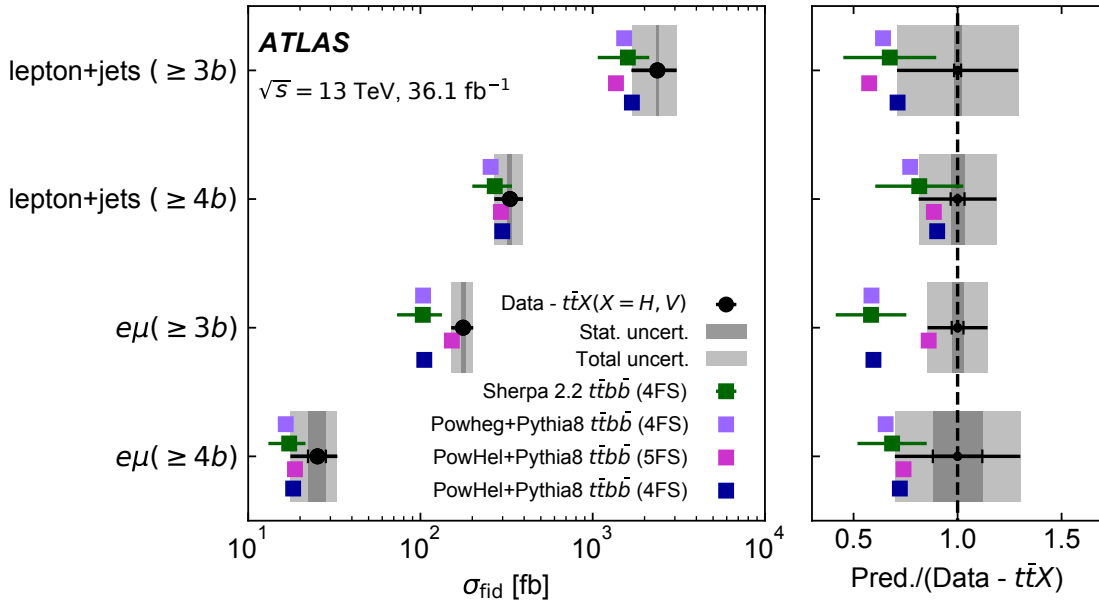 ATLAS
√s = 13 TeV, 36.1 fb⁻¹
lepton+jets ( ≥ 3b)
lepton+jets ( ≥ 4b)
eμ( ≥ 3b)
eμ( ≥ 4b)
Data - tt̄X(X = H, V)
Stat. uncert.
Total uncert.
Sherpa 2.2 tt̄bb̄ (4FS)
Powheg+Pythia8 tt̄bb̄ (4FS)
PowHel+Pythia8 tt̄bb̄ (5FS)
PowHel+Pythia8 tt̄bb̄ (4FS)
10¹ 10² 10³ 10⁴
σfid [fb]
0.5 1.0 1.5
Pred./(Data - tt̄X)